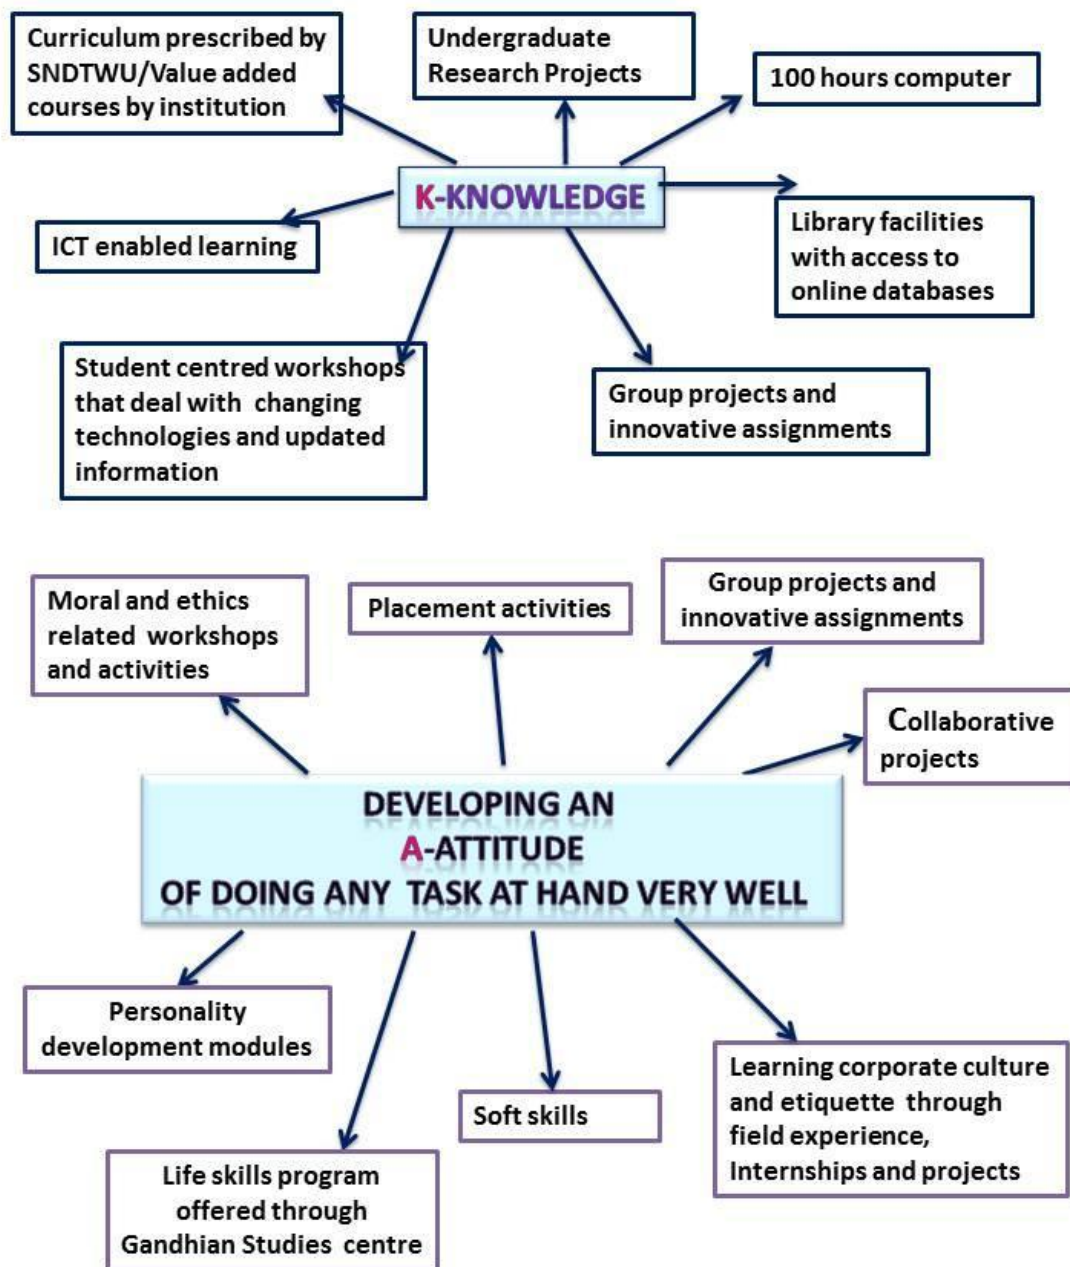 Curriculum prescribed by
SNDTWU/Value added
courses by institution
Undergraduate
Research Projects
100 hours computer
K-KNOWLEDGE
ICT enabled learning
Library facilities
with access to
online databases
Student centred workshops
that deal with changing
technologies and updated
information
Group projects and
innovative assignments
Moral and ethics
related workshops
and activities
Placement activities
Group projects and
innovative assignments
Collaborative
projects
DEVELOPING AN
A-ATTITUDE
OF DOING ANY TASK AT HAND VERY WELL
Personality
development modules
Life skills program
offered through
Gandhian Studies centre
Soft skills
Learning corporate culture
and etiquette through
field experience,
Internships and projects